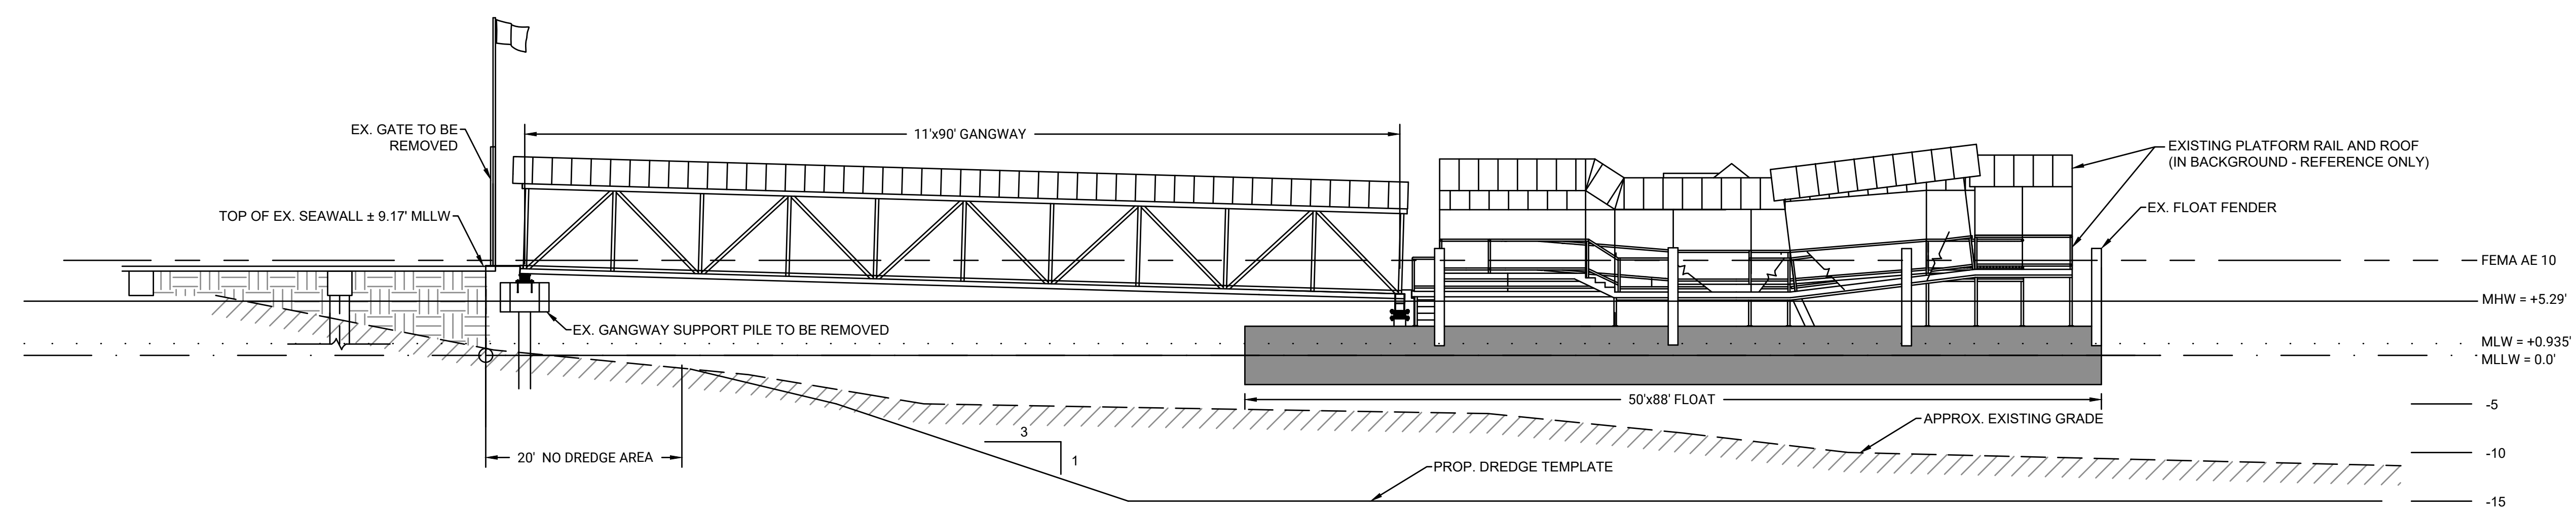 EX. GATE TO BE
REMOVED
11'x90' GANGWAY
EXISTING PLATFORM RAIL AND ROOF
(IN BACKGROUND - REFERENCE ONLY)
TOP OF EX. SEAWALL ± 9.17' MLLW
EX. FLOAT FENDER
FEMA AE 10
MHW = +5.29'
EX. GANGWAY SUPPORT PILE TO BE REMOVED
MLW = +0.935'
MLLW = 0.0'
50'x88' FLOAT
-5
APPROX. EXISTING GRADE
3
1
20' NO DREDGE AREA
-10
PROP. DREDGE TEMPLATE
-15